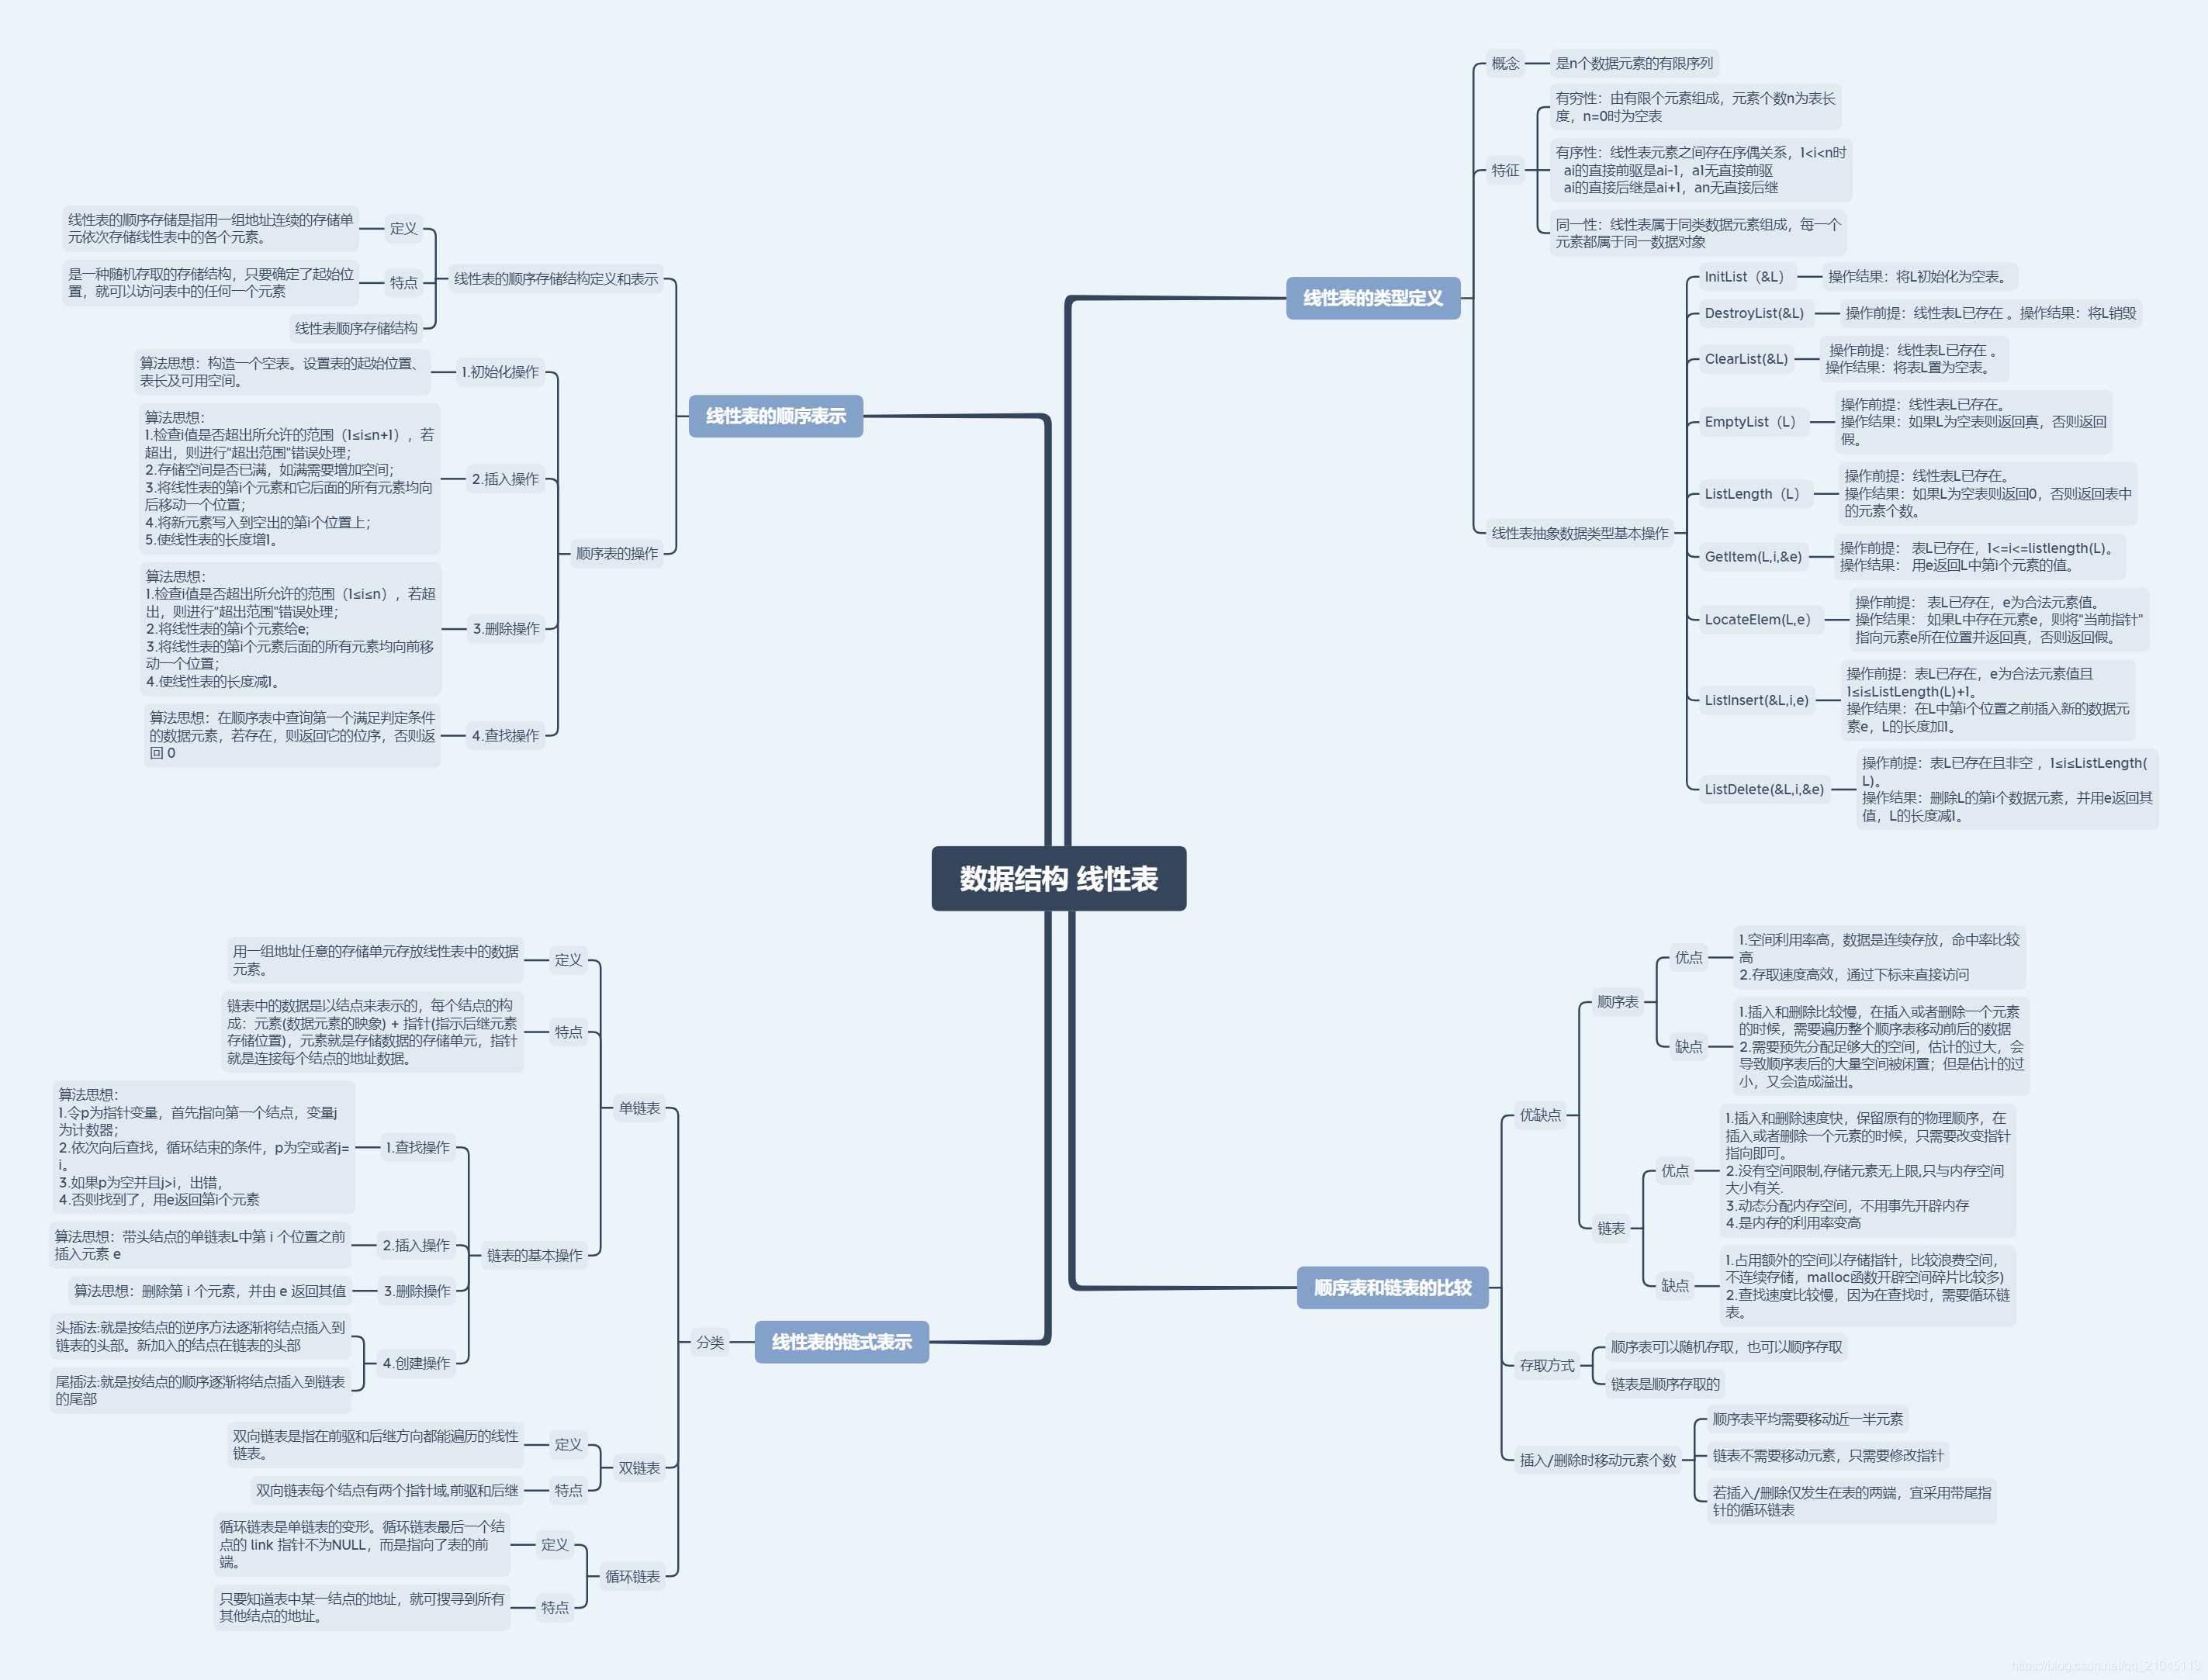 数据结构 线性表
线性表的类型定义
概念
是n个数据元素的有限序列
特征
有穷性：由有限个元素组成，元素个数n为表长
度，n=0时为空表
有序性：线性表元素之间存在序偶关系，1<i<n时
ai的直接前驱是ai-1，a1无直接前驱
ai的直接后继是ai+1，an无直接后继
同一性：线性表属于同类数据元素组成，每一个
元素都属于同一数据对象
线性表抽象数据类型基本操作
InitList（&L）
操作结果：将L初始化为空表。
DestroyList(&L)
操作前提：线性表L已存在 。操作结果：将L销毁
ClearList(&L)
操作前提：线性表L已存在 。
操作结果：将表L置为空表。
EmptyList（L）
操作前提：线性表L已存在。
操作结果：如果L为空表则返回真，否则返回
假。
ListLength（L）
操作前提：线性表L已存在。
操作结果：如果L为空表则返回0，否则返回表中
的元素个数。
GetItem(L,i,&e)
操作前提： 表L已存在，1<=i<=listlength(L)。
操作结果： 用e返回L中第i个元素的值。
LocateElem(L,e）
操作前提： 表L已存在，e为合法元素值。
操作结果： 如果L中存在元素e，则将"当前指针"
指向元素e所在位置并返回真，否则返回假。
ListInsert(&L,i,e)
操作前提：表L已存在，e为合法元素值且
1≤i≤ListLength(L)+1。
操作结果：在L中第i个位置之前插入新的数据元
素e，L的长度加1。
ListDelete(&L,i,&e)
操作前提：表L已存在且非空 ，1≤i≤ListLength(
L)。
操作结果：删除L的第i个数据元素，并用e返回其
值，L的长度减1。
线性表的顺序表示
线性表的顺序存储结构定义和表示
定义
线性表的顺序存储是指用一组地址连续的存储单
元依次存储线性表中的各个元素。
特点
是一种随机存取的存储结构，只要确定了起始位
置，就可以访问表中的任何一个元素
线性表顺序存储结构
顺序表的操作
1.初始化操作
算法思想：构造一个空表。设置表的起始位置、
表长及可用空间。
2.插入操作
算法思想：
1.检查i值是否超出所允许的范围（1≤i≤n+1），若
超出，则进行"超出范围"错误处理；
2.存储空间是否已满，如满需要增加空间；
3.将线性表的第i个元素和它后面的所有元素均向
后移动一个位置；
4.将新元素写入到空出的第i个位置上；
5.使线性表的长度增1。
3.删除操作
算法思想：
1.检查i值是否超出所允许的范围（1≤i≤n），若超
出，则进行"超出范围"错误处理；
2.将线性表的第i个元素给e;
3.将线性表的第i个元素后面的所有元素均向前移
动一个位置；
4.使线性表的长度减1。
4.查找操作
算法思想：在顺序表中查询第一个满足判定条件
的数据元素，若存在，则返回它的位序，否则返
回 0
线性表的链式表示
分类
单链表
定义
用一组地址任意的存储单元存放线性表中的数据
元素。
特点
链表中的数据是以结点来表示的，每个结点的构
成：元素(数据元素的映象) + 指针(指示后继元素
存储位置)，元素就是存储数据的存储单元，指针
就是连接每个结点的地址数据。
链表的基本操作
1.查找操作
算法思想：
1.令p为指针变量，首先指向第一个结点，变量j
为计数器；
2.依次向后查找，循环结束的条件，p为空或者j=
i。
3.如果p为空并且j>i，出错，
4.否则找到了，用e返回第i个元素
2.插入操作
算法思想：带头结点的单链表L中第 i 个位置之前
插入元素 e
3.删除操作
算法思想：删除第 i 个元素，并由 e 返回其值
4.创建操作
头插法:就是按结点的逆序方法逐渐将结点插入到
链表的头部。新加入的结点在链表的头部
尾插法:就是按结点的顺序逐渐将结点插入到链表
的尾部
双链表
定义
双向链表是指在前驱和后继方向都能遍历的线性
链表。
特点
双向链表每个结点有两个指针域,前驱和后继
循环链表
定义
循环链表是单链表的变形。循环链表最后一个结
点的 link 指针不为NULL，而是指向了表的前
端。
特点
只要知道表中某一结点的地址，就可搜寻到所有
其他结点的地址。
顺序表和链表的比较
优缺点
顺序表
优点
1.空间利用率高，数据是连续存放，命中率比较
高
2.存取速度高效，通过下标来直接访问
缺点
1.插入和删除比较慢，在插入或者删除一个元素
的时候，需要遍历整个顺序表移动前后的数据
2.需要预先分配足够大的空间，估计的过大，会
导致顺序表后的大量空间被闲置；但是估计的过
小，又会造成溢出。
链表
优点
1.插入和删除速度快，保留原有的物理顺序，在
插入或者删除一个元素的时候，只需要改变指针
指向即可。
2.没有空间限制,存储元素无上限,只与内存空间
大小有关.
3.动态分配内存空间，不用事先开辟内存
4.是内存的利用率变高
缺点
1.占用额外的空间以存储指针，比较浪费空间，
不连续存储，malloc函数开辟空间碎片比较多)
2.查找速度比较慢，因为在查找时，需要循环链
表。
存取方式
顺序表可以随机存取，也可以顺序存取
链表是顺序存取的
插入/删除时移动元素个数
顺序表平均需要移动近一半元素
链表不需要移动元素，只需要修改指针
若插入/删除仅发生在表的两端，宜采用带尾指
针的循环链表
https://blog.csdn.net/qq_21045113